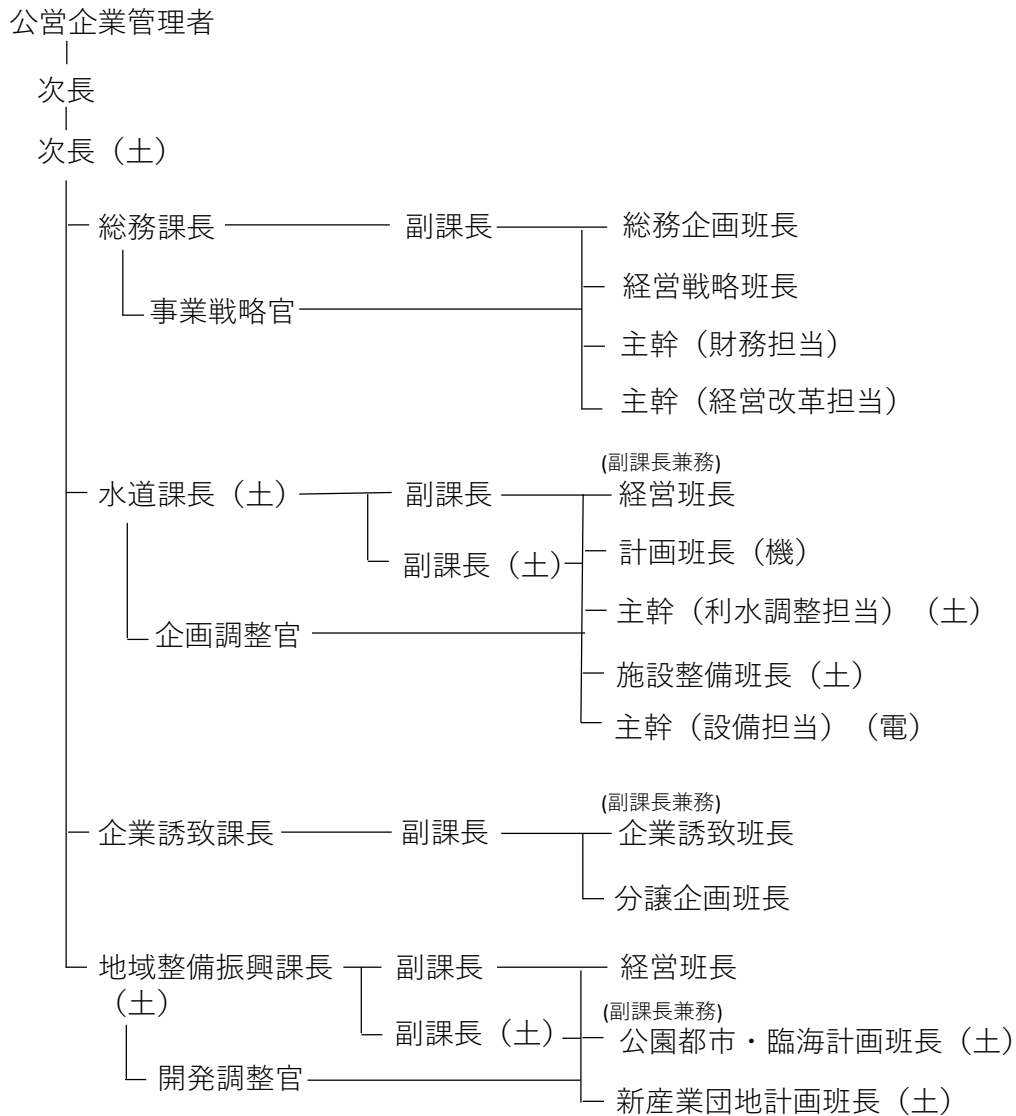 公営企業管理者
次長
次長（土）
総務課長
副課長
総務企画班長
経営戦略班長
事業戦略官
主幹（財務担当）
主幹（経営改革担当）
(副課長兼務)
水道課長（土）
副課長
経営班長
副課長（土）
計画班長（機）
主幹（利水調整担当）（土）
企画調整官
施設整備班長（土）
主幹（設備担当）（電）
(副課長兼務)
企業誘致課長
副課長
企業誘致班長
分譲企画班長
地域整備振興課長
（土）
副課長
経営班長
(副課長兼務)
副課長（土）
公園都市・臨海計画班長（土）
開発調整官
新産業団地計画班長（土）